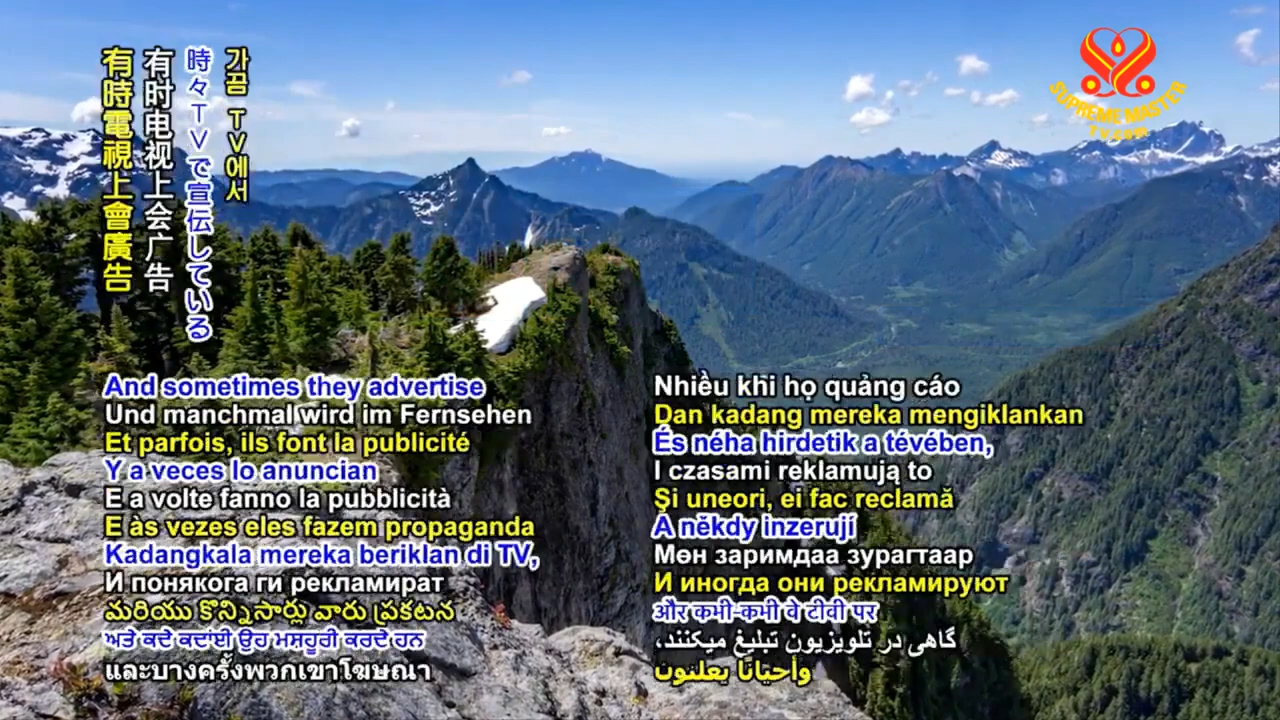 有時電視上會廣告
有时电视上会广告
時々TVで宣伝している
가끔 TV에서
SUPREME MASTER
TV.COM
And sometimes they advertise
Und manchmal wird im Fernsehen
Et parfois, ils font la publicité
Y a veces lo anuncian
E a volte fanno la pubblicità
E às vezes eles fazem propaganda
Kadangkala mereka beriklan di TV,
И понякога ги рекламират
మరియు కొన్నిసార్లు వారు ప్రకటన
ਅਤੇ ਕਦੇ ਕਦਾਂਈ ਉਹ ਮਸ਼ਹੂਰੀ ਕਰਦੇ ਹਨ
และบางครั้งพวกเขาโฆษณา
Nhiều khi họ quảng cáo
Dan kadang mereka mengiklankan
És néha hirdetik a tévében,
I czasami reklamują to
Şi uneori, ei fac reclamă
A někdy inzerují
Мөн заримдаа зурагтаар
И иногда они рекламируют
और कभी-कभी वे टीवी पर
گاهی در تلویزیون تبلیغ میکنند،
وأحيانًا يعلنون